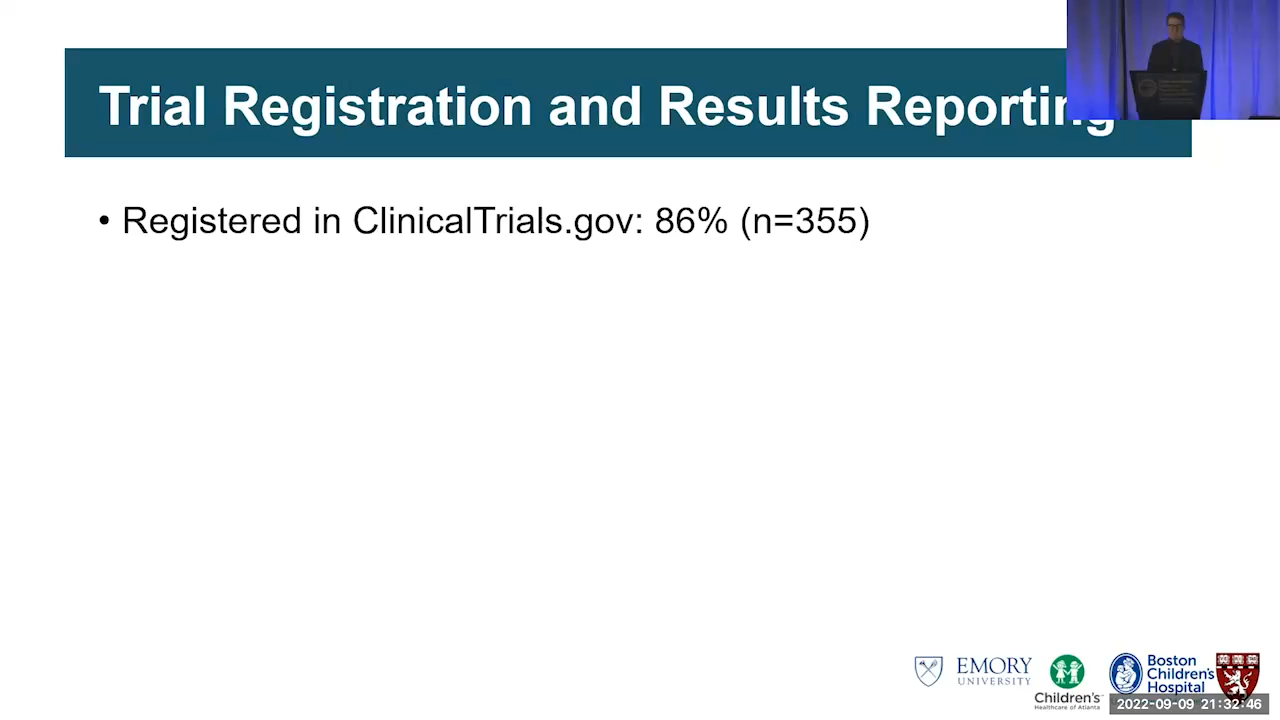 Trial Registration and Results Reporting
• Registered in ClinicalTrials.gov: 86% (n=355)
EMORY
UNIVERSITY
Children's
Healthcare of Atlanta
Boston
Children's
Hospital
2022-09-09 21:32:46